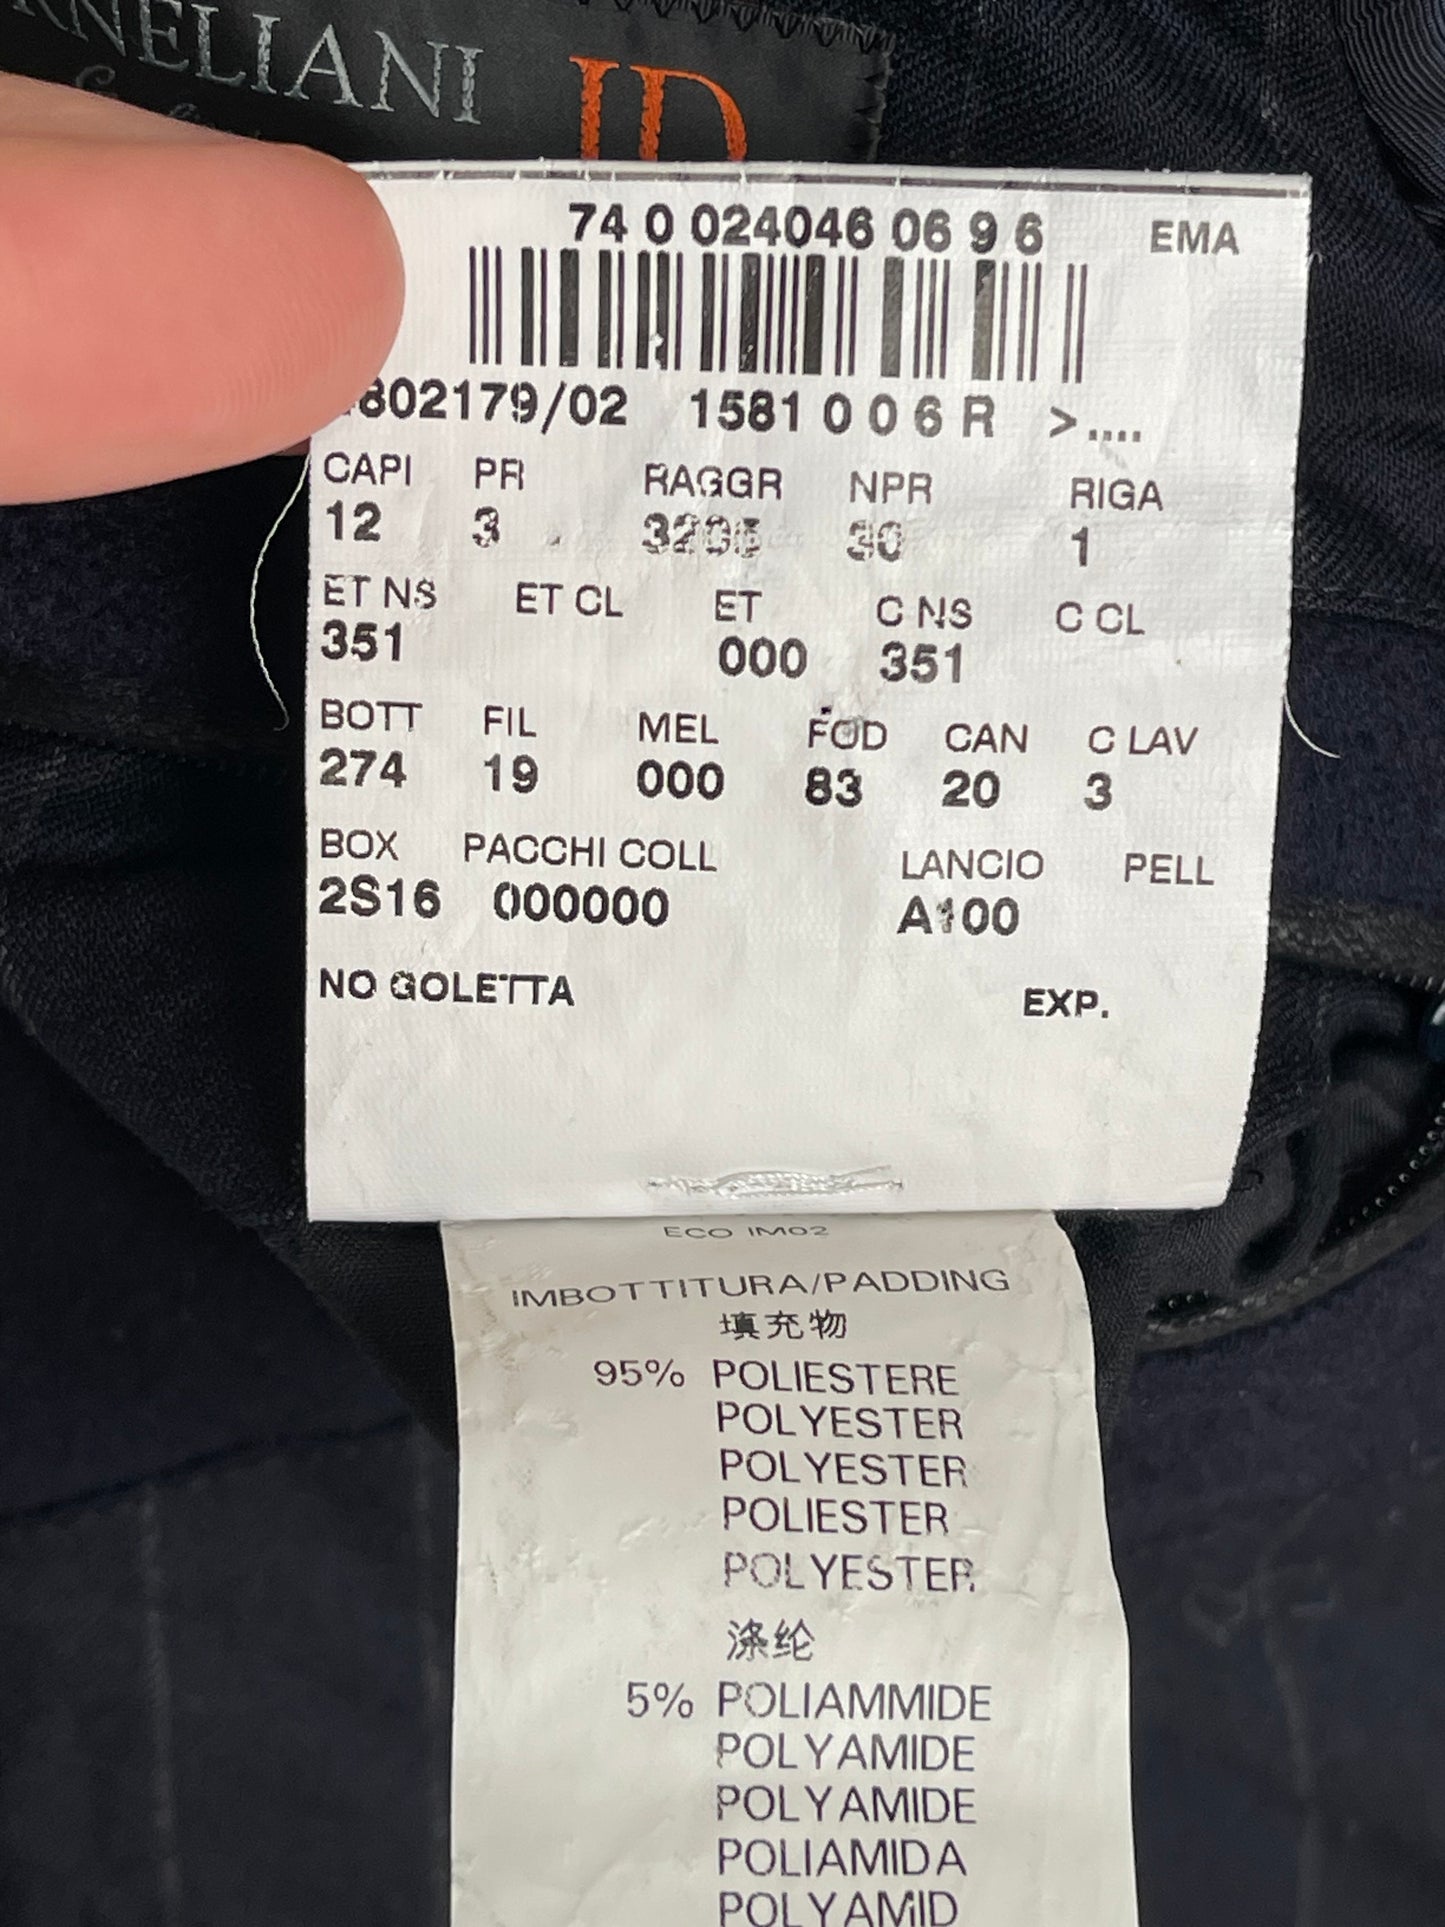 RNELIANI ID
74 0 024046 06 9 6 EMA
802179/02 1581 0 0 6 R >....
CAPI PR RAGGR NPR RIGA
12 3 30 1
ET NS ET CL ET C NS C CL
351 000 351
BOTT FIL MEL FOD CAN C LAV
274 19 000 83 20 3
BOX PACCHI COLL LANCIO PELL
2S16 000000 A100
NO GOLETTA EXP.
ECO IM02
IMBOTTITURA/PADDING
填充物
95% POLIESTERE
POLYESTER
POLYESTER
POLIESTER
POLYESTER
涤纶
5% POLIAMMIDE
POLYAMIDE
POLYAMIDE
POLIAMIDA
POLYAMID